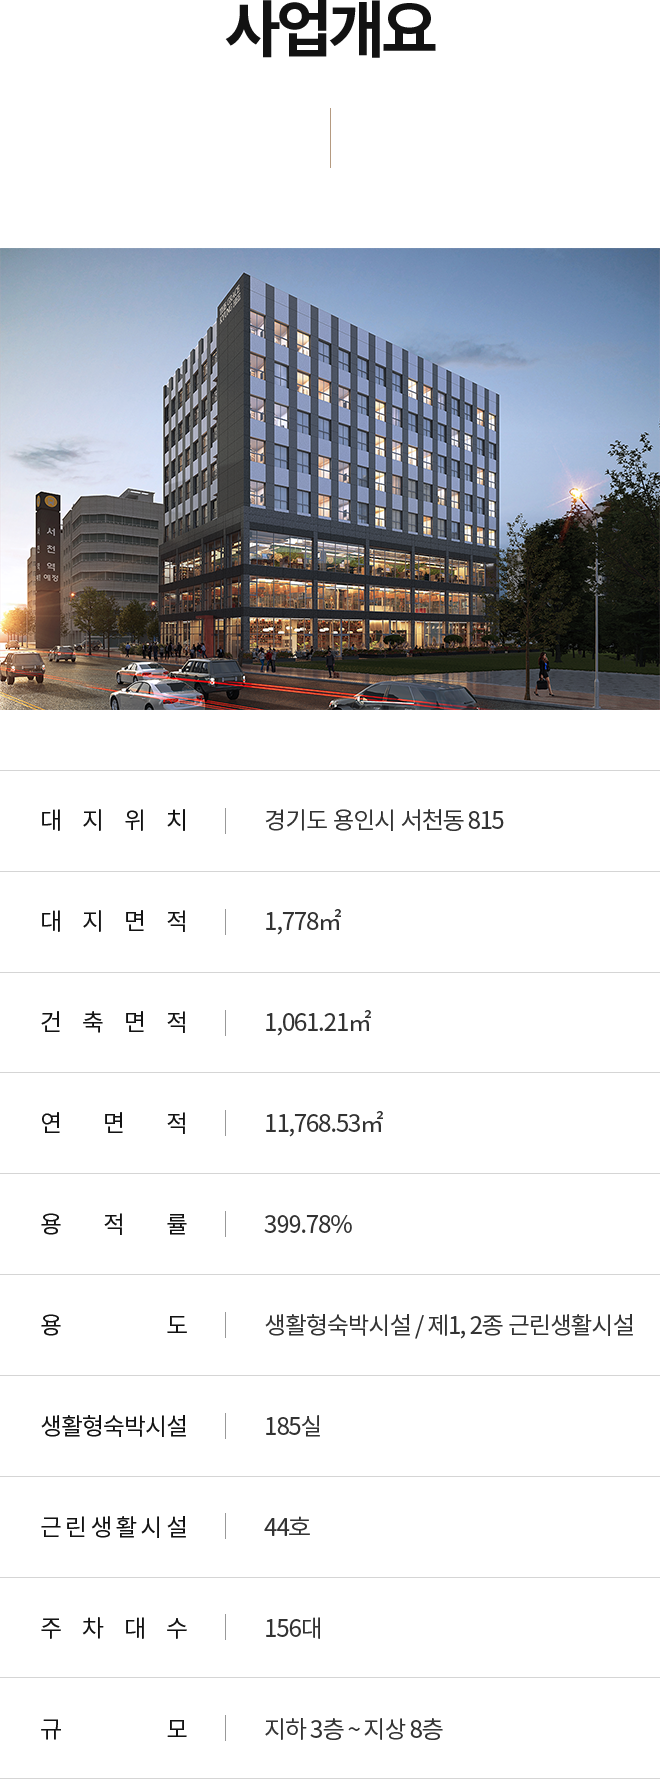 사업개요
서천역
예정
대지위치 경기도 용인시 서천동 815
대지면적 1,778㎡
건축면적 1,061.21㎡
연면적 11,768.53㎡
용적률 399.78%
용도 생활형숙박시설 / 제1, 2종 근린생활시설
생활형숙박시설 185실
근린생활시설 44호
주차대수 156대
규모 지하 3층 ~ 지상 8층